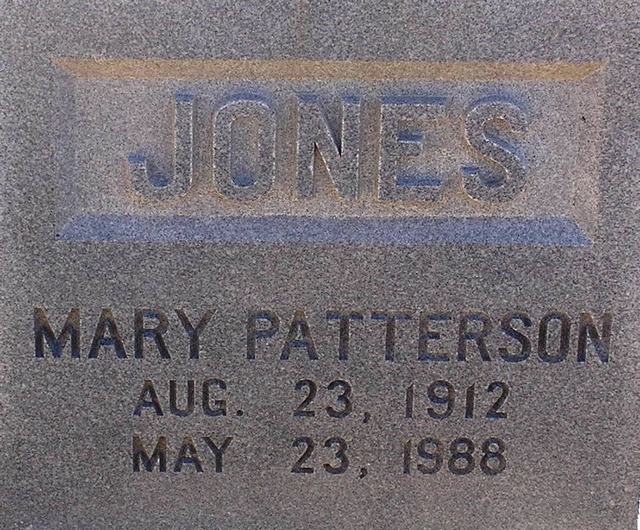 JONES
MARY PATTERSON
AUG. 23, 1912
MAY 23, 1988